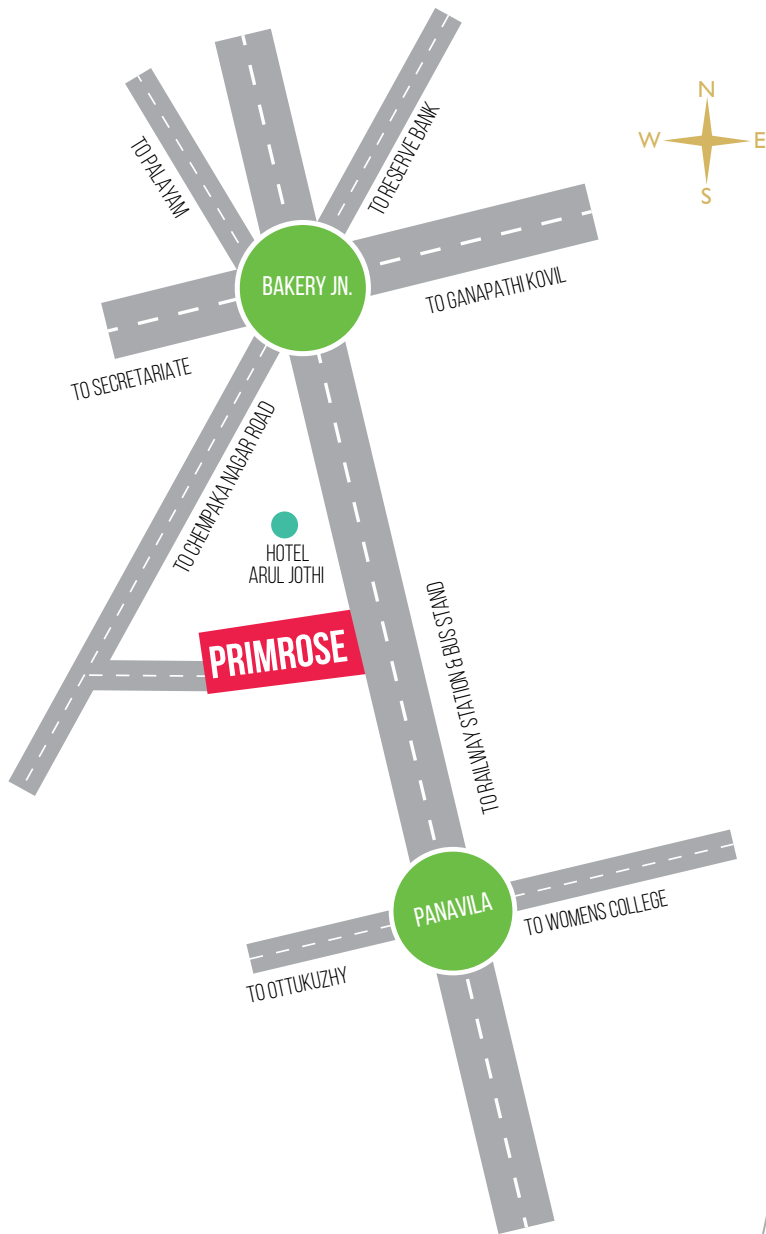 N
W
E
S
TO PALAYAM
TO RESERVE BANK
BAKERY JN.
TO GANAPATHI KOVIL
TO SECRETARIATE
TO CHEMPAKA NAGAR ROAD
HOTEL
ARUL JOTHI
PRIMROSE
TO RAILWAY STATION & BUS STAND
PANAVILA
TO WOMENS COLLEGE
TO OTTUKUZHY